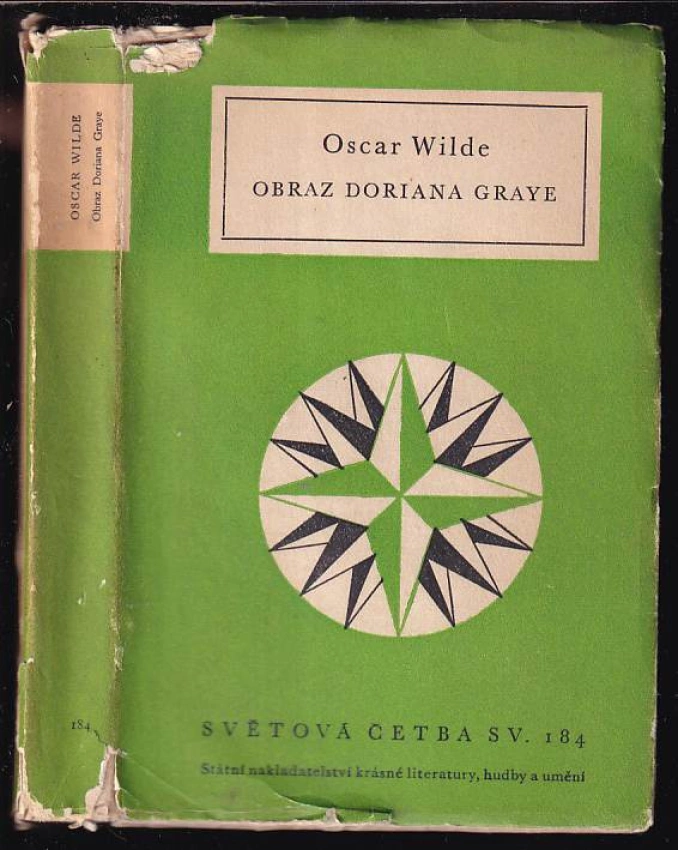 OSCAR WILDE
Obraz Doriana Graye
184
Oscar Wilde
OBRAZ DORIANA GRAYE
SVĚTOVÁ ČETBA SV. 184
Státní nakladatelství krásné literatury, hudby a umění